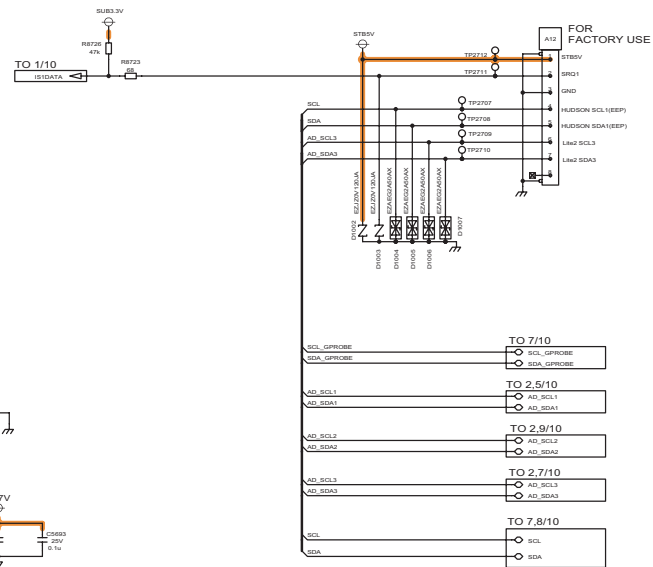 SUB3.3V
R8726
47k
TO 1/10
IS1DATA
R8723
68
STB5V
A12
FOR
FACTORY USE
TP2712
1
STB5V
TP2711
2
SRQ1
3
GND
SCL
TP2707
4
HUDSON SCL1(EEP)
SDA
TP2708
5
HUDSON SDA1(EEP)
AD_SCL3
TP2709
6
Lite2 SCL3
AD_SDA3
TP2710
7
Lite2 SDA3
8
EZJZ0V120JA
EZJZ0V120JA
EZAEG2A50AX
EZAEG2A50AX
EZAEG2A50AX
EZAEG2A50AX
D1002
D1003
D1004
D1005
D1006
D1007
TO 7/10
SCL_GPROBE
SCL_GPROBE
SDA_GPROBE
SDA_GPROBE
TO 2,5/10
AD_SCL1
AD_SCL1
AD_SDA1
AD_SDA1
TO 2,9/10
AD_SCL2
AD_SCL2
AD_SDA2
AD_SDA2
TO 2,7/10
AD_SCL3
AD_SCL3
AD_SDA3
AD_SDA3
TO 7,8/10
SCL
SCL
SDA
SDA
7V
C5693
25V
0.1u